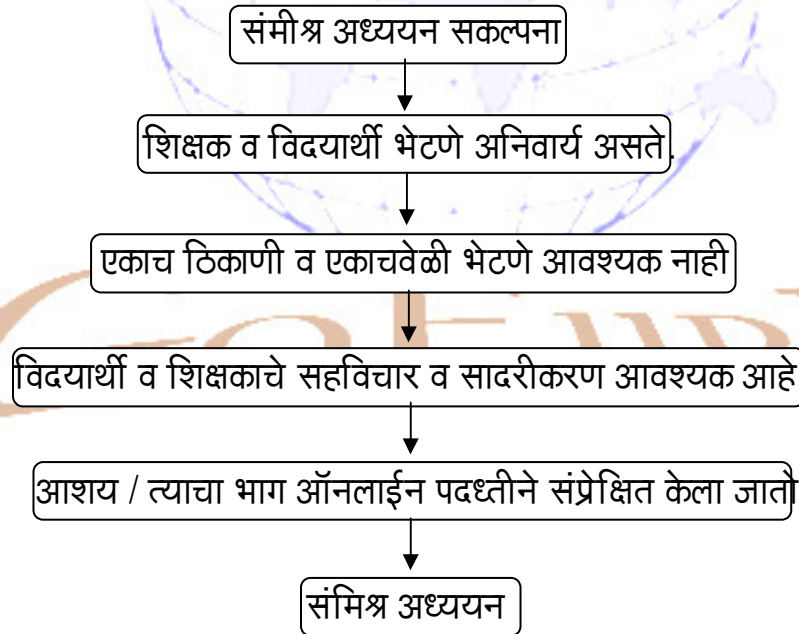 संमीश्र अध्ययन सकल्पना
शिक्षक व विदयार्थी भेटणे अनिवार्य असते.
एकाच ठिकाणी व एकाचवेळी भेटणे आवश्यक नाही
विदयार्थी व शिक्षकाचे सहविचार व सादरीकरण आवश्यक आहे
आशय / त्याचा भाग ऑनलाईन पदध्तीने संप्रेक्षित केला जातो
संमिश्र अध्ययन